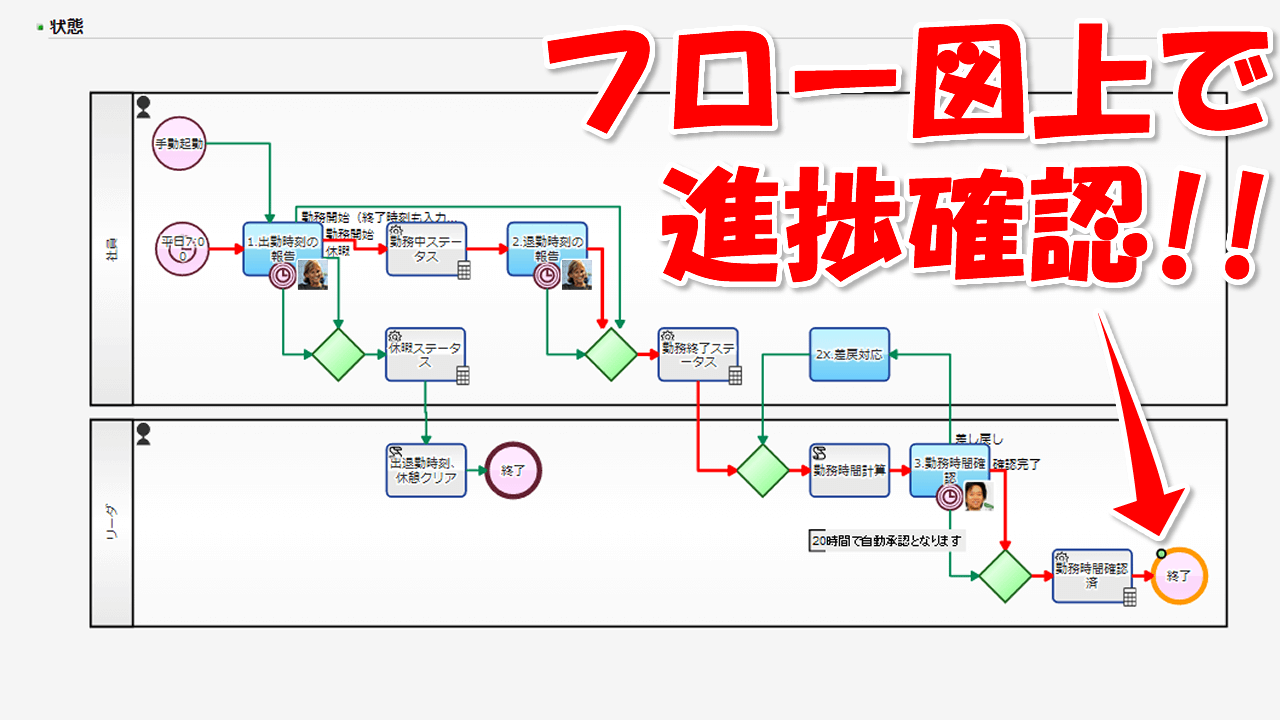 状態
フロー図上で
進捗確認!!
社員
手動起動
平日7:0
0
1.出勤時刻の
報告
勤務開始（終了時刻も入力...
勤務開始
休暇
勤務中ステー
タス
2.退勤時刻の
報告
休暇ステータ
ス
勤務終了ステ
ータス
2X.差戻対応
リーダ
出退勤時刻、
休憩クリア
終了
勤務時間計算
差し戻し
3.勤務時間確
認
確認完了
20時間で自動承認となります
勤務時間確認
済
終了